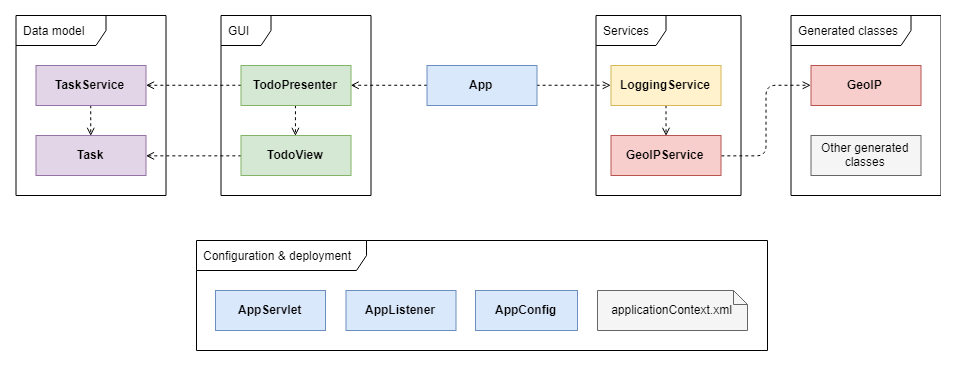 Data model
GUI
Services
Generated classes
TaskService
TodoPresenter
App
LoggingService
GeoIP
Task
TodoView
GeoIPService
Other generated
classes
Configuration & deployment
AppServlet
AppListener
AppConfig
applicationContext.xml